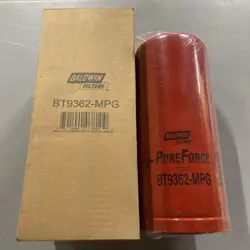 BALDWIN
FILTERS
BT9362-MPG
BALDWIN
FILTERS
PUREFORCE
BT9362-MPG